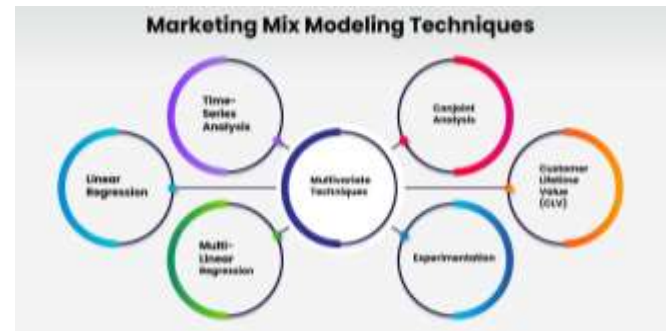 Marketing Mix Modeling Techniques
Time-
Series
Analysis
Conjoint
Analysis
Linear
Regression
Multivariate
Techniques
Customer
Lifetime
Value
(CLV)
Multi-
Linear
Regression
Experimentation